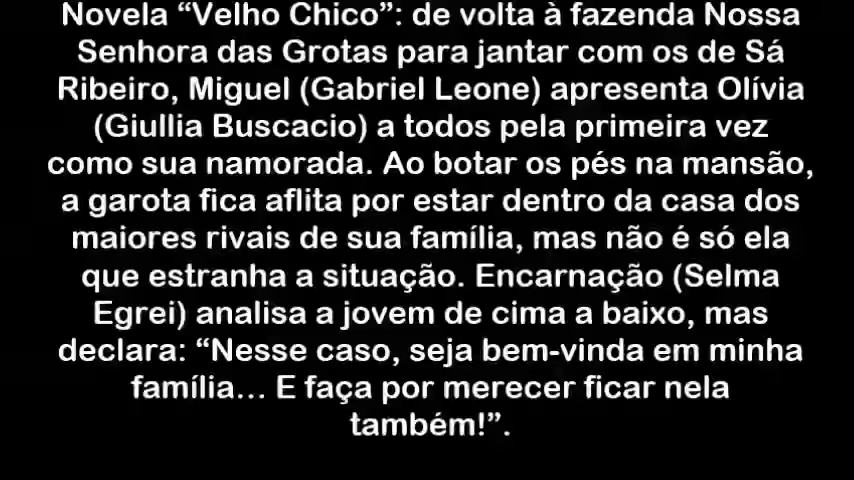 Novela “Velho Chico”: de volta à fazenda Nossa
Senhora das Grotas para jantar com os de Sá
Ribeiro, Miguel (Gabriel Leone) apresenta Olívia
(Giullia Buscacio) a todos pela primeira vez
como sua namorada. Ao botar os pés na mansão,
a garota fica aflita por estar dentro da casa dos
maiores rivais de sua família, mas não é só ela
que estranha a situação. Encarnação (Selma
Egrei) analisa a jovem de cima a baixo, mas
declara: “Nesse caso, seja bem-vinda em minha
família… E faça por merecer ficar nela
também!”.